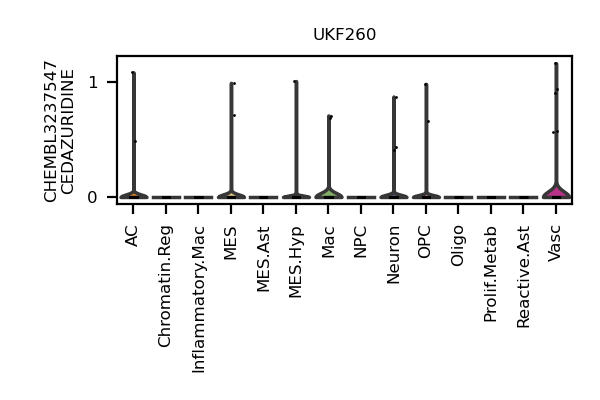 UKF260
CHEMBL3237547
CEDAZURIDINE
1
0
AC
Chromatin.Reg
Inflammatory.Mac
MES
MES.Ast
MES.Hyp
Mac
NPC
Neuron
OPC
Oligo
Prolif.Metab
Reactive.Ast
Vasc